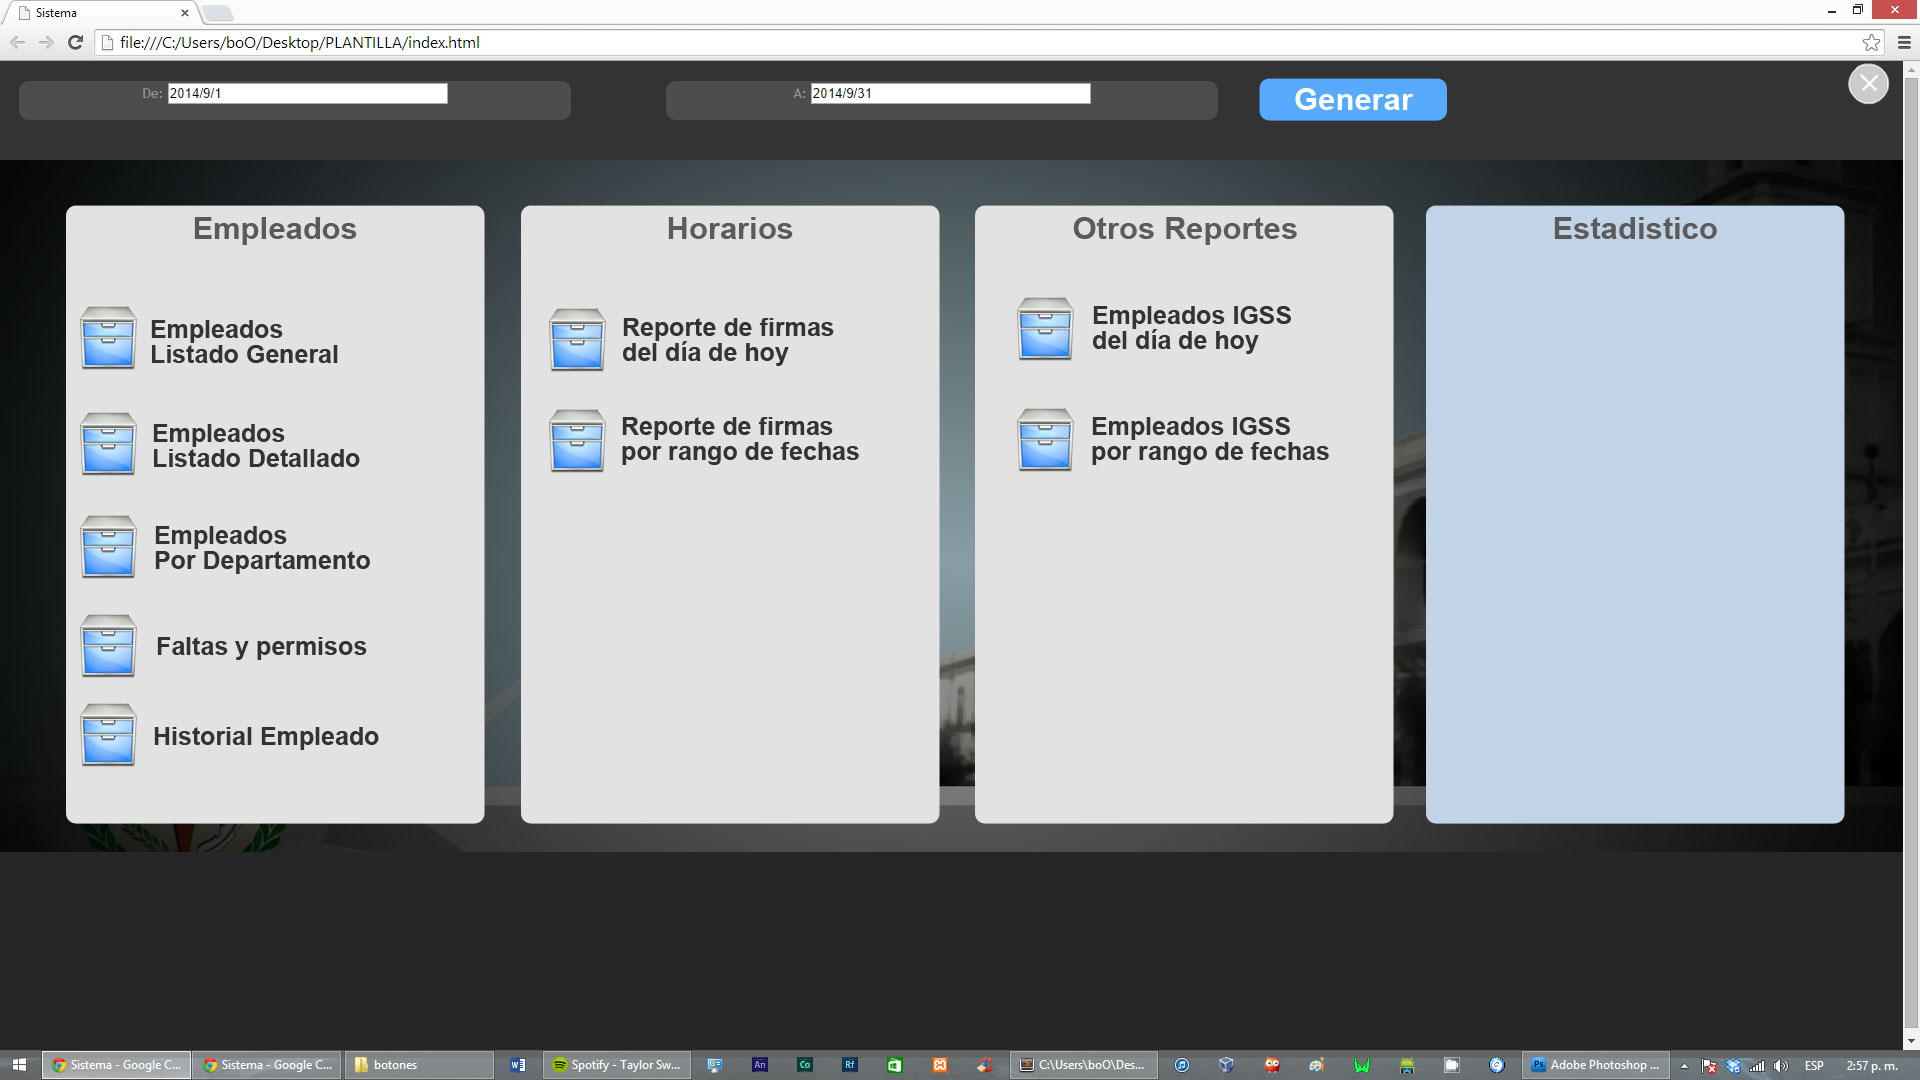 Sistema
file:///C:/Users/boO/Desktop/PLANTILLA/index.html
De: 2014/9/1
A: 2014/9/31
Generar
Empleados
Empleados
Listado General
Empleados
Listado Detallado
Empleados
Por Departamento
Faltas y permisos
Historial Empleado
Horarios
Reporte de firmas
del día de hoy
Reporte de firmas
por rango de fechas
Otros Reportes
Empleados IGSS
del día de hoy
Empleados IGSS
por rango de fechas
Estadistico
Sistema - Google C...
Sistema - Google C...
botones
Spotify - Taylor Sw...
An
Co
Rf
C:\Users\boO\Des...
Ps
Adobe Photoshop ...
ESP
2:57 p. m.